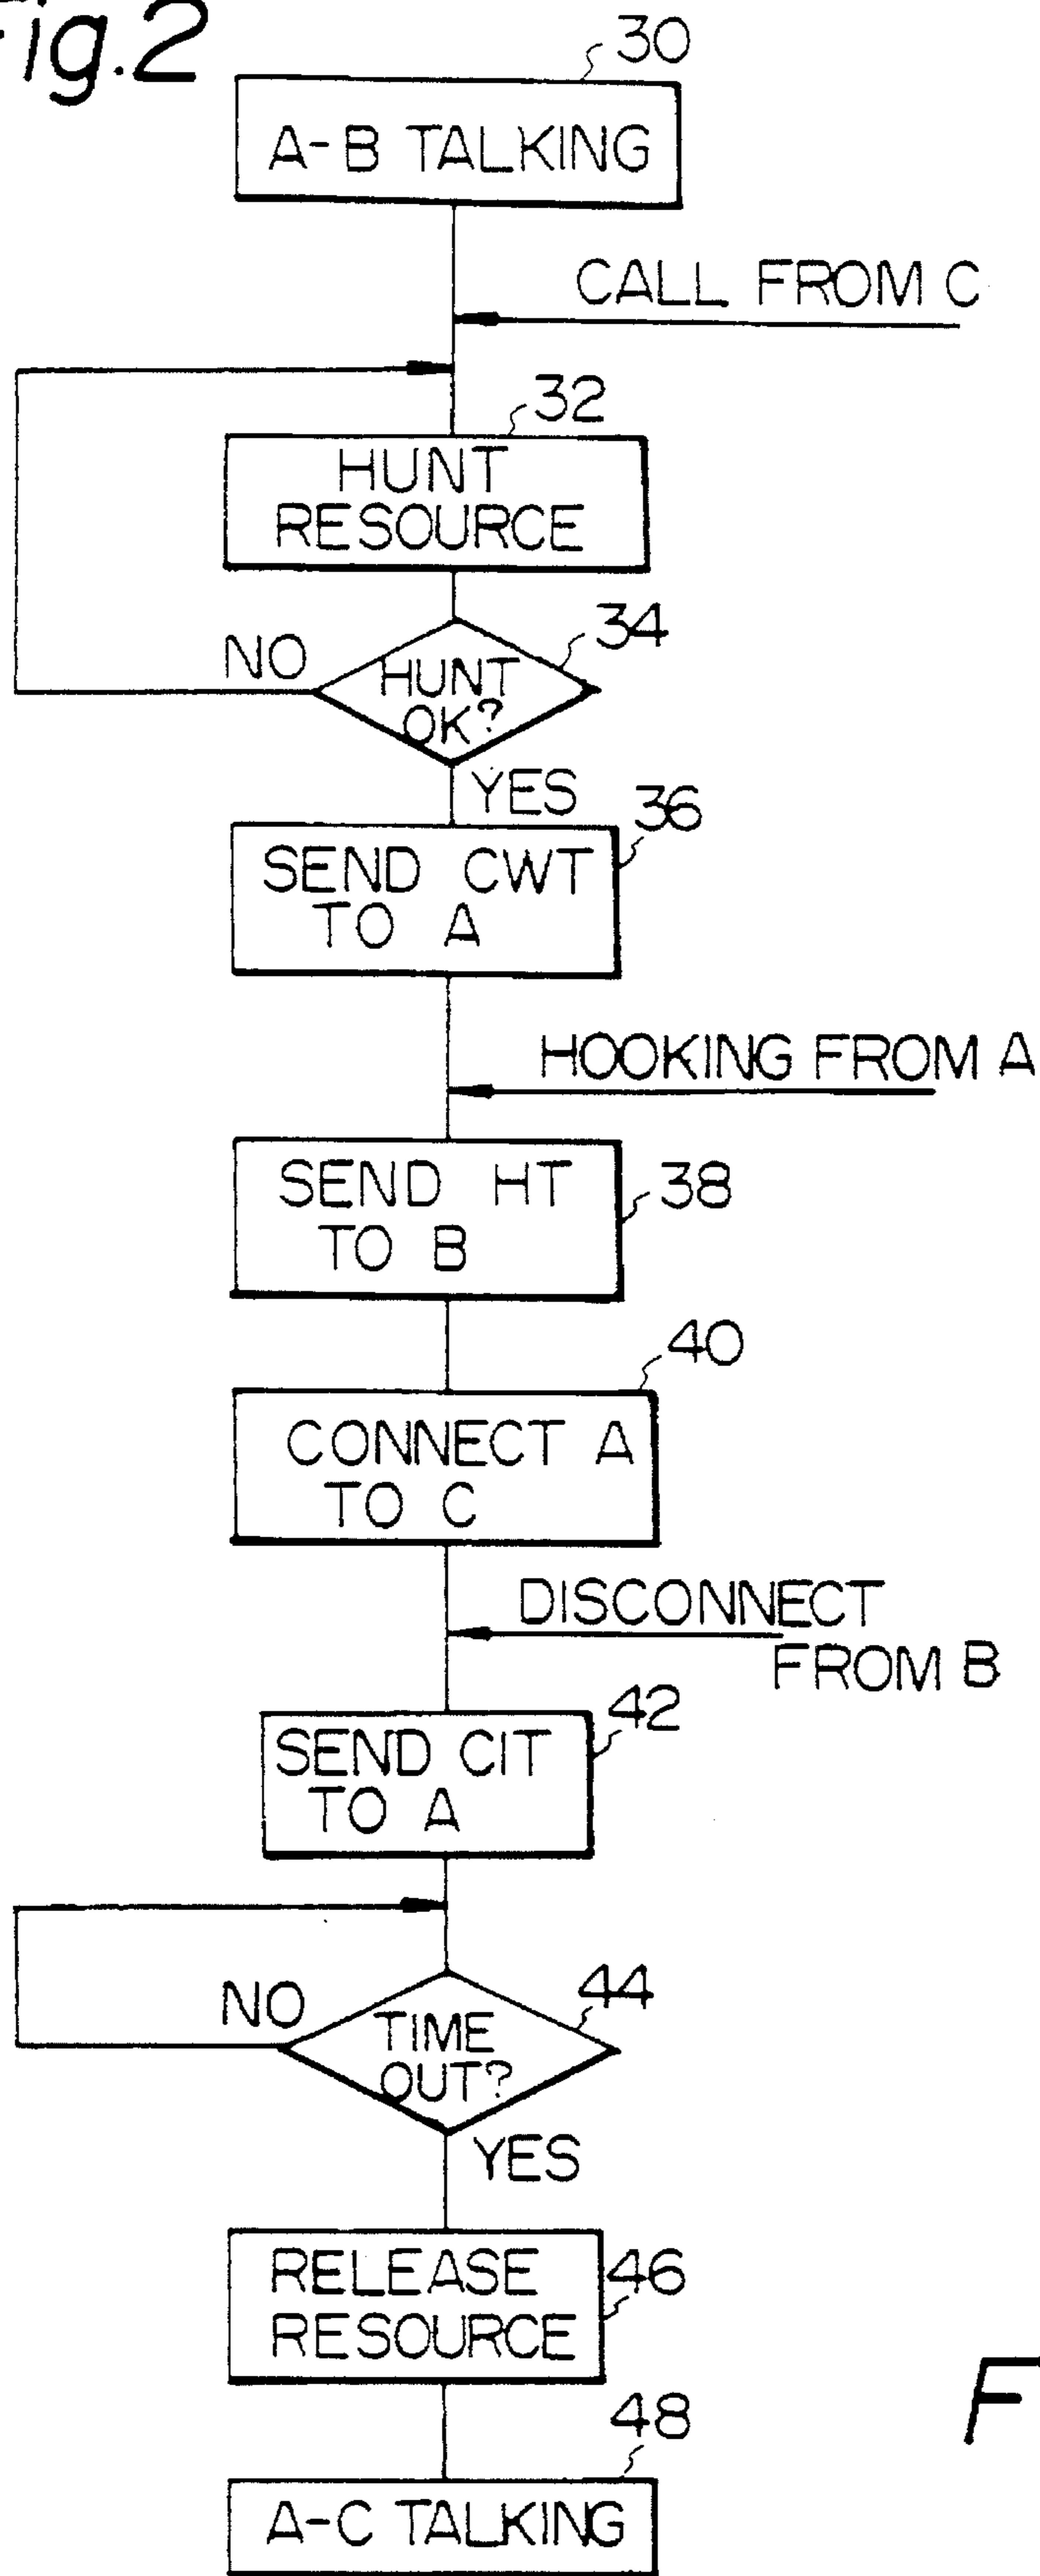 Fig.2
30
A-B TALKING
CALL FROM C
32
HUNT
RESOURCE
34
NO
HUNT
OK?
YES
36
SEND CWT
TO A
HOOKING FROM A
SEND HT
TO B
38
40
CONNECT A
TO C
DISCONNECT
FROM B
42
SEND CIT
TO A
44
NO
TIME
OUT?
YES
RELEASE
RESOURCE
46
F
48
A-C TALKING